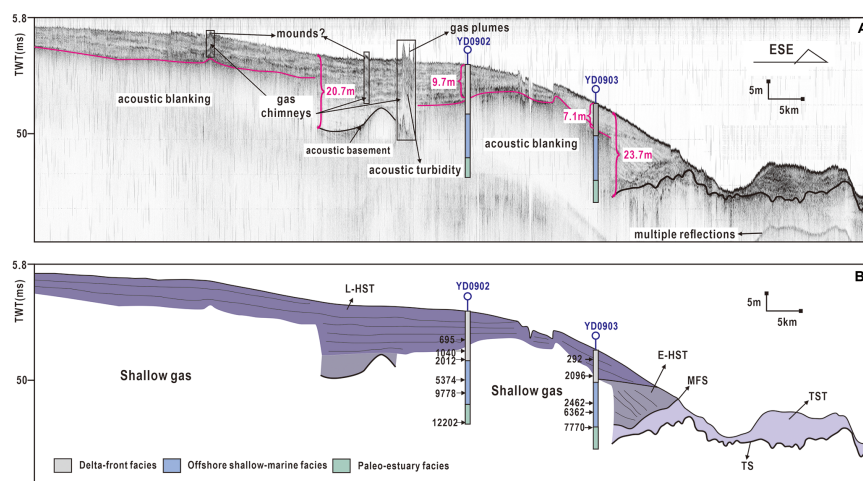 5.8
TWT(ms)
50
mounds?
gas plumes
YD0902
A
ESE
acoustic blanking
20.7m
9.7m
YD0903
gas
chimneys
5m
5km
7.1m
acoustic basement
acoustic blanking
acoustic turbidity
23.7m
multiple reflections
5.8
TWT(ms)
50
B
L-HST
YD0902
YD0903
5m
5km
695
1040
2012
5374
9778
12202
292
2096
2462
6362
7770
E-HST
MFS
TST
TS
Shallow gas
Shallow gas
Delta-front facies
Offshore shallow-marine facies
Paleo-estuary facies